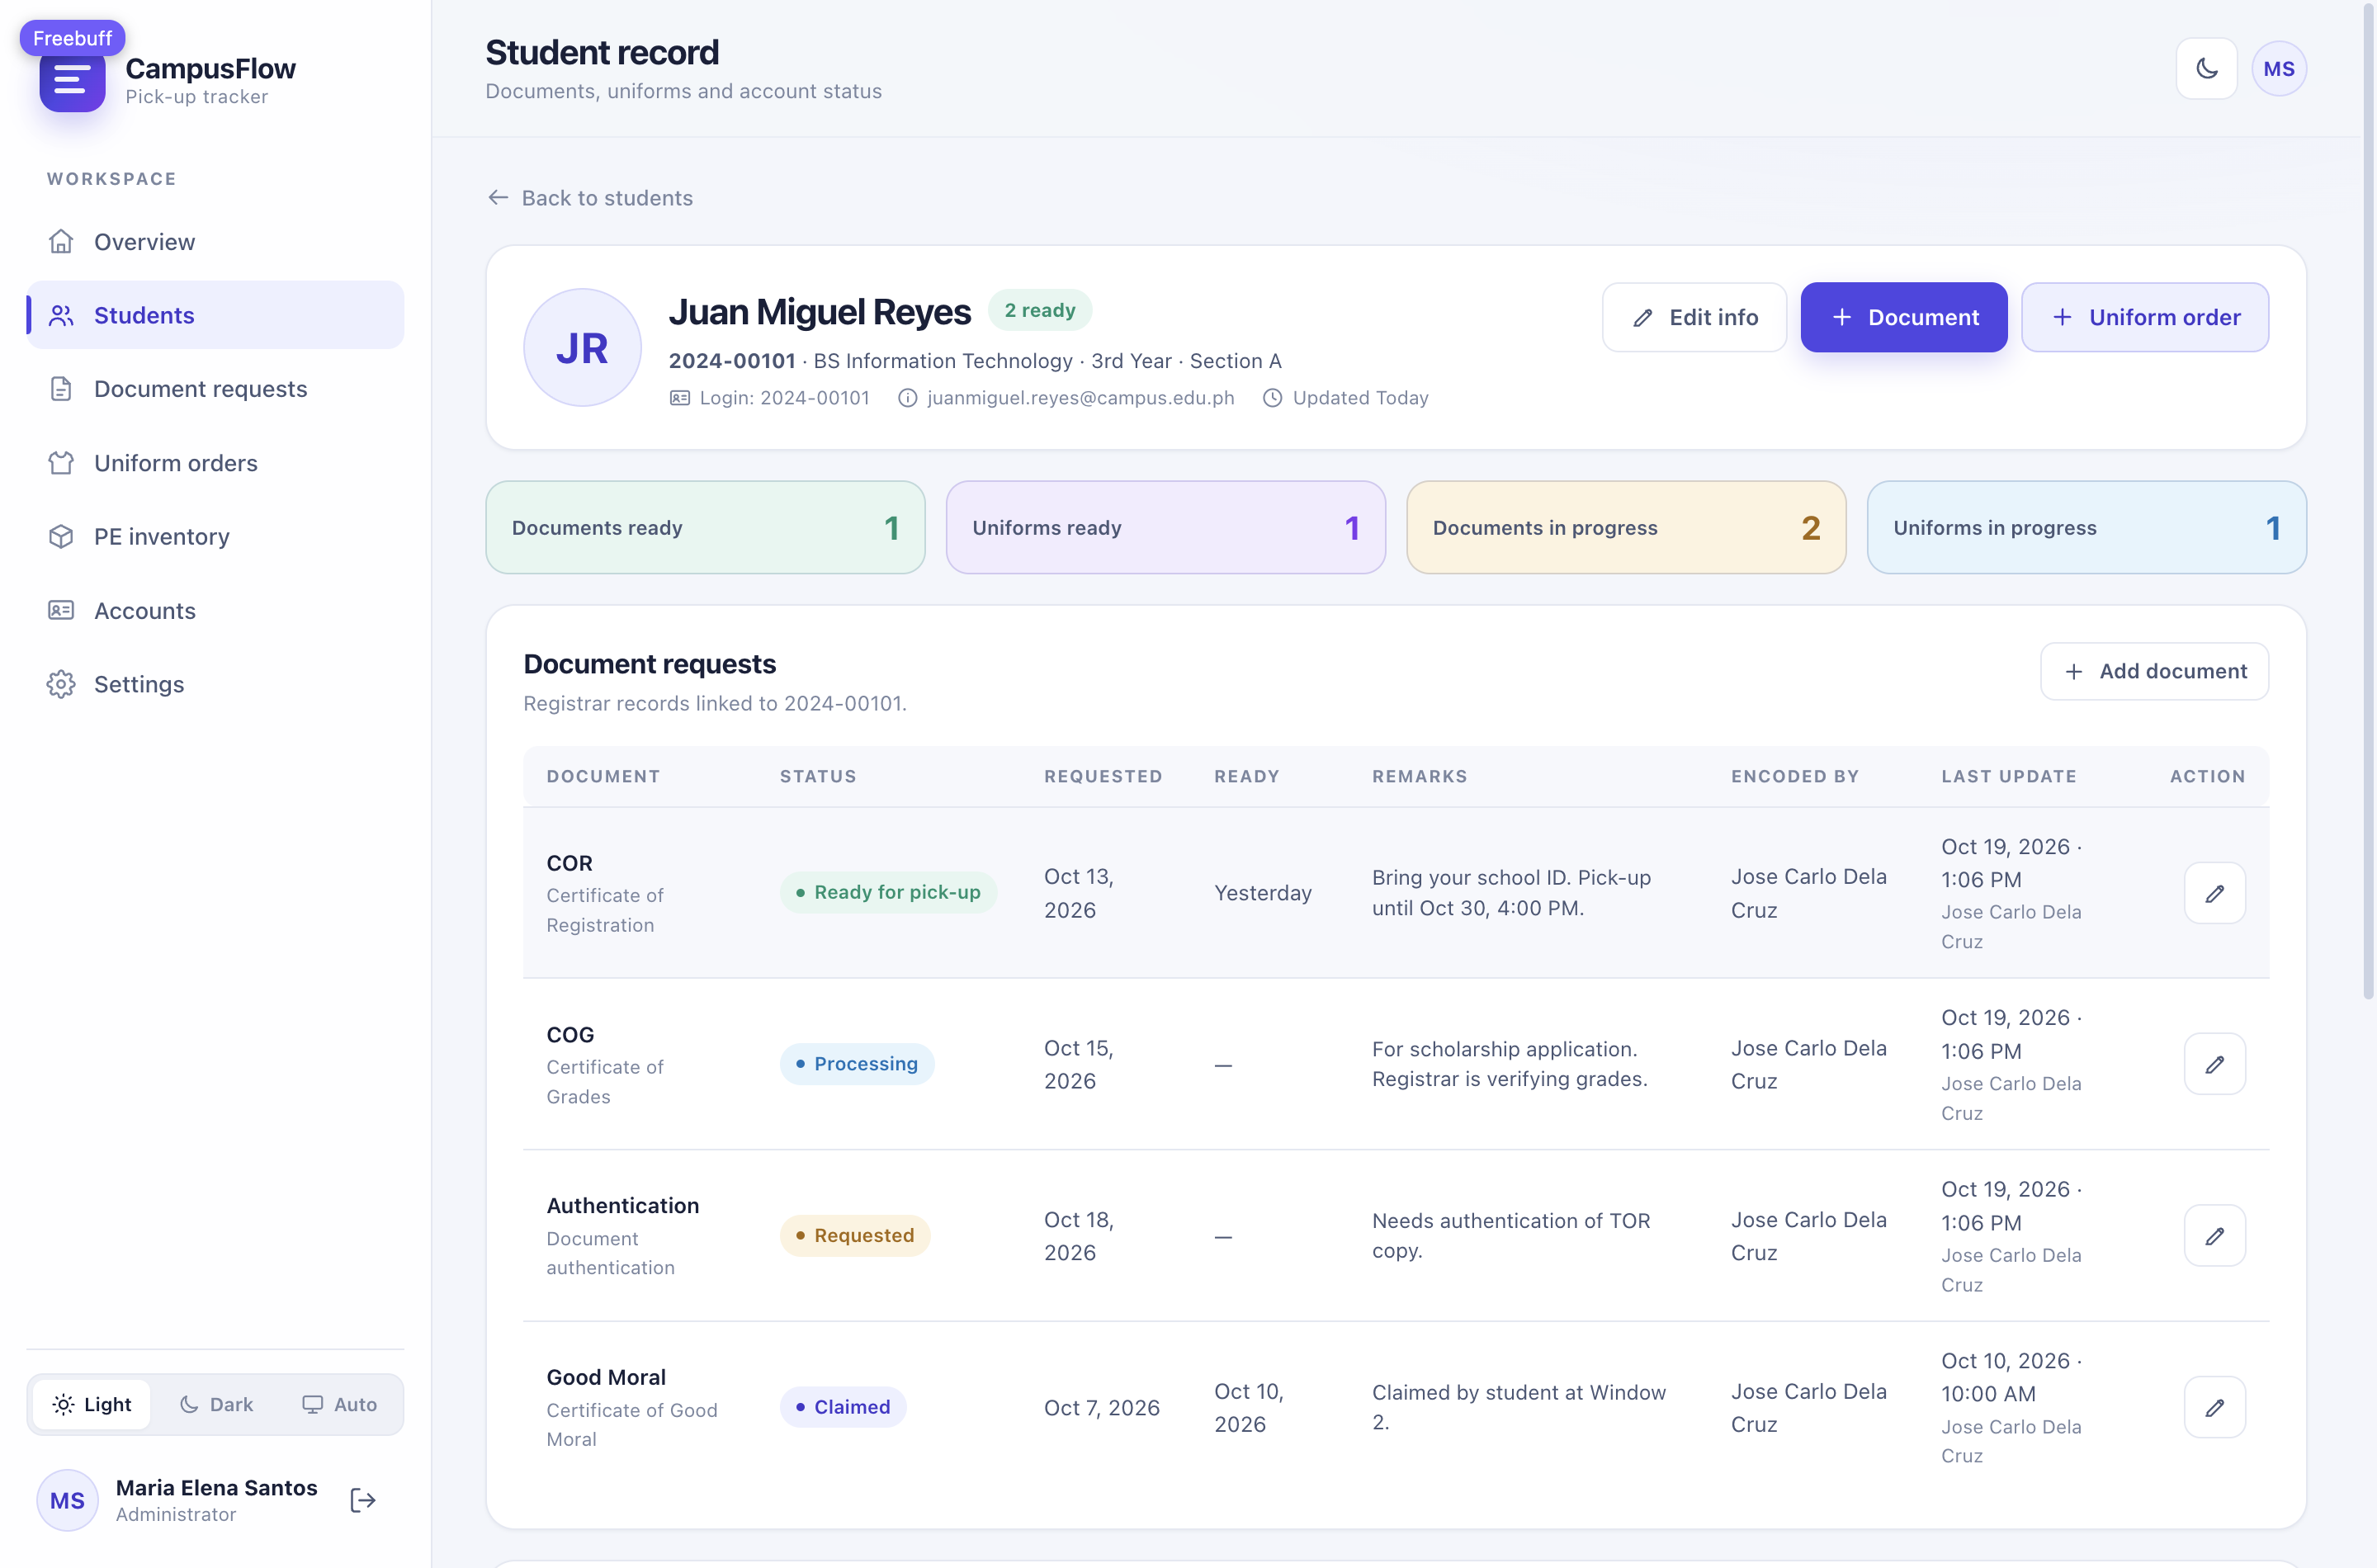 Freebuff
CampusFlow
Pick-up tracker
WORKSPACE
Overview
Students
Document requests
Uniform orders
PE inventory
Accounts
Settings
Light Dark Auto
MS
Maria Elena Santos
Administrator
Student record
Documents, uniforms and account status
MS
Back to students
JR
Juan Miguel Reyes 2 ready
2024-00101 · BS Information Technology · 3rd Year · Section A
Login: 2024-00101 juanmiguel.reyes@campus.edu.ph Updated Today
Edit info
+ Document
+ Uniform order
Documents ready 1
Uniforms ready 1
Documents in progress 2
Uniforms in progress 1
Document requests
Registrar records linked to 2024-00101.
+ Add document
DOCUMENT STATUS REQUESTED READY REMARKS ENCODED BY LAST UPDATE ACTION
COR
Certificate of
Registration
Ready for pick-up
Oct 13,
2026
Yesterday
Bring your school ID. Pick-up
until Oct 30, 4:00 PM.
Jose Carlo Dela
Cruz
Oct 19, 2026 ·
1:06 PM
Jose Carlo Dela
Cruz
COG
Certificate of
Grades
Processing
Oct 15,
2026
—
For scholarship application.
Registrar is verifying grades.
Jose Carlo Dela
Cruz
Oct 19, 2026 ·
1:06 PM
Jose Carlo Dela
Cruz
Authentication
Document
authentication
Requested
Oct 18,
2026
—
Needs authentication of TOR
copy.
Jose Carlo Dela
Cruz
Oct 19, 2026 ·
1:06 PM
Jose Carlo Dela
Cruz
Good Moral
Certificate of Good
Moral
Claimed
Oct 7, 2026
Oct 10,
2026
Claimed by student at Window
2.
Jose Carlo Dela
Cruz
Oct 10, 2026 ·
10:00 AM
Jose Carlo Dela
Cruz